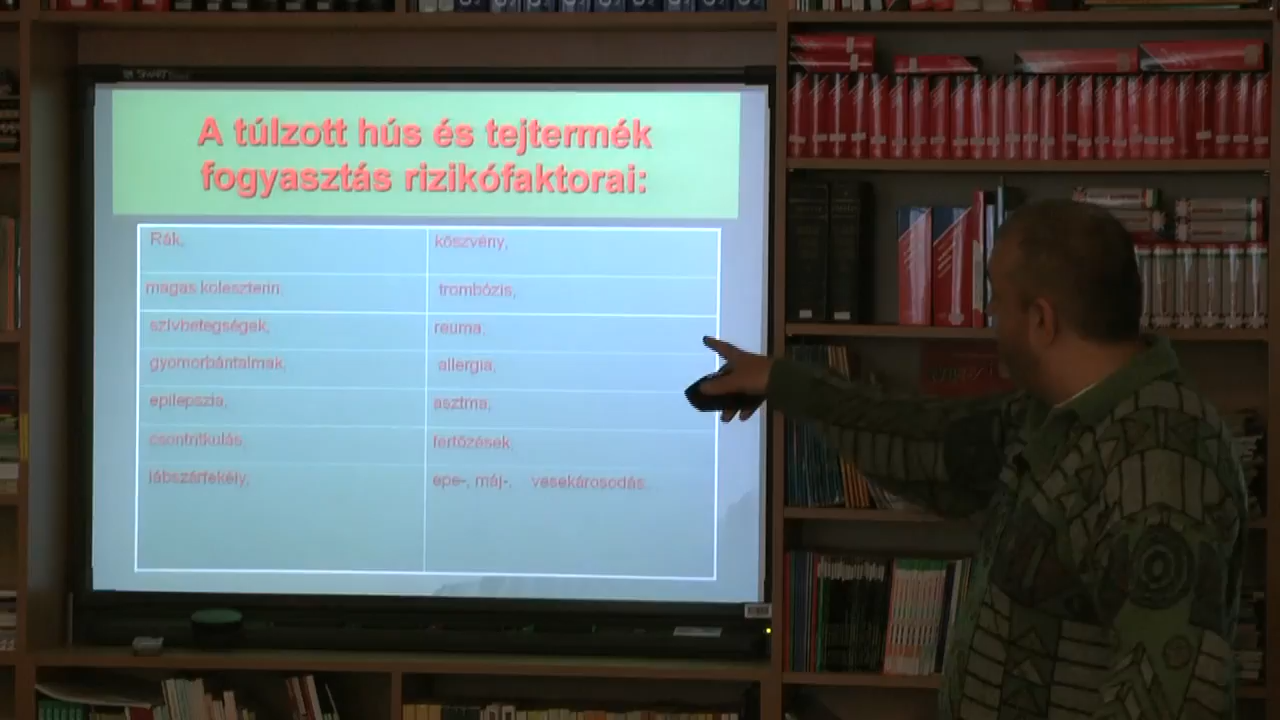 SMART
A túlzott hús és tejtermék
fogyasztás rizikófaktorai:
Rák,
köszvény,
magas koleszterin,
trombózis,
szívbetegségek,
reuma,
gyomorbántalmak,
allergia,
epilepszia,
asztma,
csontritkulás,
fertőzések,
lábszárfekély,
epe-, máj-, vesekárosodás.